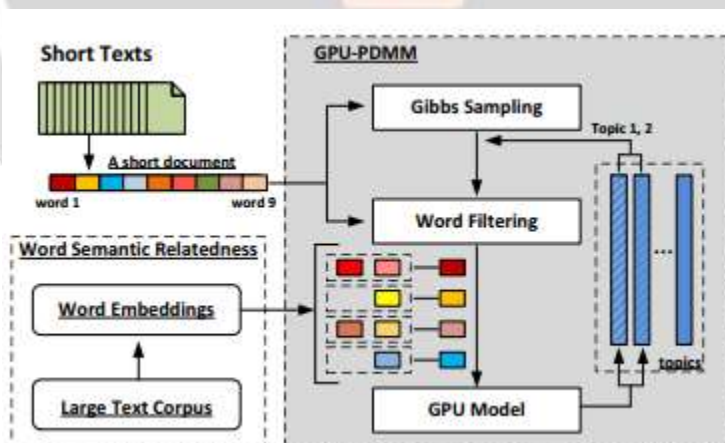 Short Texts
GPU-PDMM
Gibbs Sampling
Topic 1, 2
A short document
word 1
word 9
Word Filtering
Word Semantic Relatedness
Word Embeddings
...
topics
Large Text Corpus
GPU Model